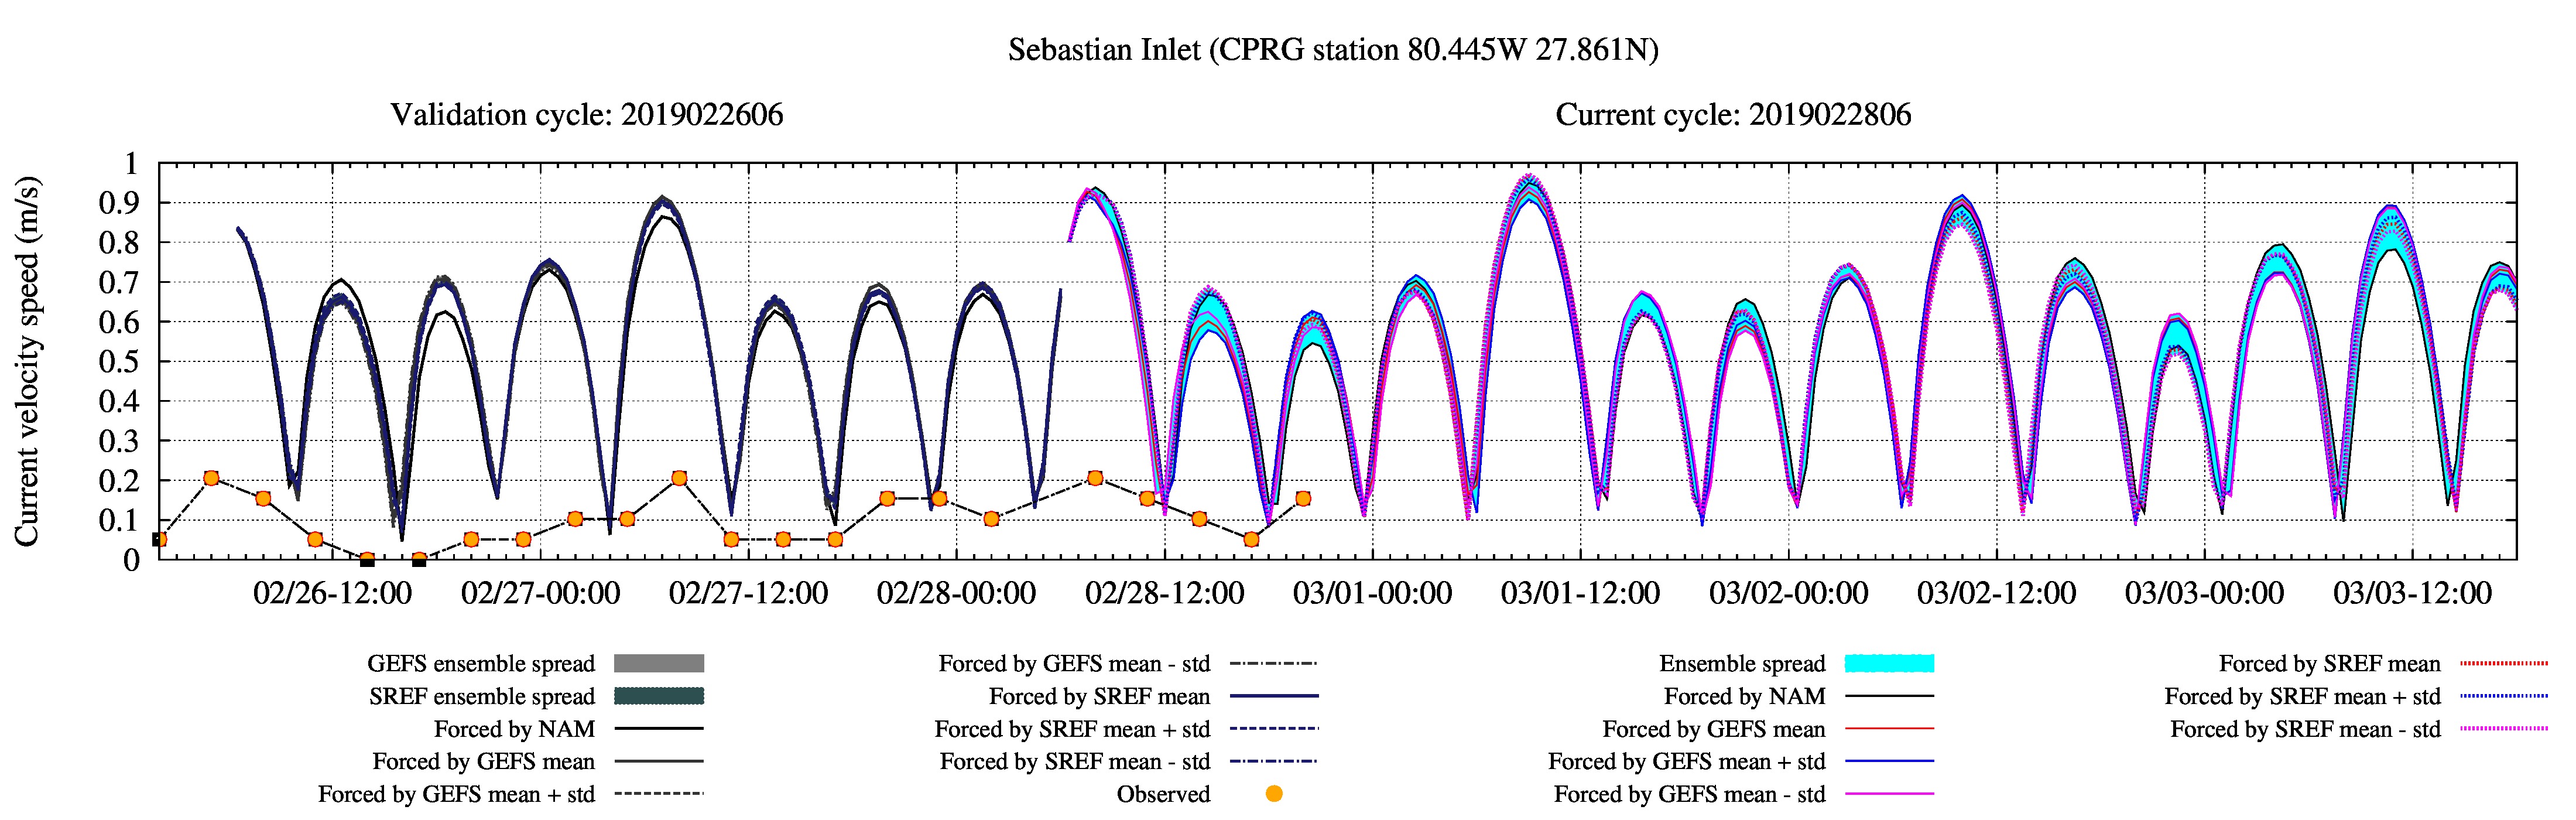 Sebastian Inlet (CPRG station 80.445W 27.861N)
Validation cycle: 2019022606
Current cycle: 2019022806
Current velocity speed (m/s)
1
0.9
0.8
0.7
0.6
0.5
0.4
0.3
0.2
0.1
0
02/26-12:00 02/27-00:00 02/27-12:00 02/28-00:00 02/28-12:00 03/01-00:00 03/01-12:00 03/02-00:00 03/02-12:00 03/03-00:00 03/03-12:00
GEFS ensemble spread
SREF ensemble spread
Forced by NAM
Forced by GEFS mean
Forced by GEFS mean + std
Forced by GEFS mean - std
Forced by SREF mean
Forced by SREF mean + std
Forced by SREF mean - std
Observed
Ensemble spread
Forced by NAM
Forced by GEFS mean
Forced by GEFS mean + std
Forced by GEFS mean - std
Forced by SREF mean
Forced by SREF mean + std
Forced by SREF mean - std